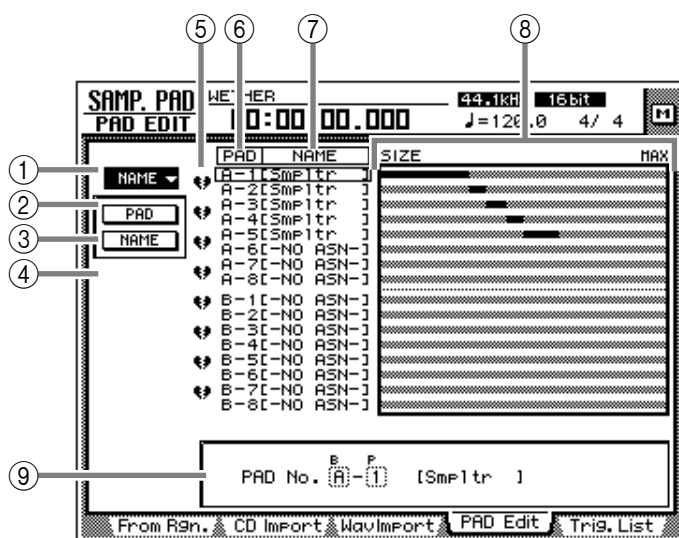 ⑤ ⑥ ⑦ ⑧
SAMP. PAD WETHER 44.1kH 16bit
PAD EDIT 00:00 00.000 ♩=120.0 4/ 4 M
PAD NAME SIZE MAX
① NAME
② PAD
③ NAME
④
A-1[Smpltr ]
A-2[Smpltr ]
A-3[Smpltr ]
A-4[Smpltr ]
A-5[Smpltr ]
A-6[-NO ASN-]
A-7[-NO ASN-]
A-8[-NO ASN-]
B-1[-NO ASN-]
B-2[-NO ASN-]
B-3[-NO ASN-]
B-4[-NO ASN-]
B-5[-NO ASN-]
B-6[-NO ASN-]
B-7[-NO ASN-]
B-8[-NO ASN-]
B P
⑨ PAD No. A-1 [Smpltr ]
From Rgn. CD Import WavImport PAD Edit Trig. List